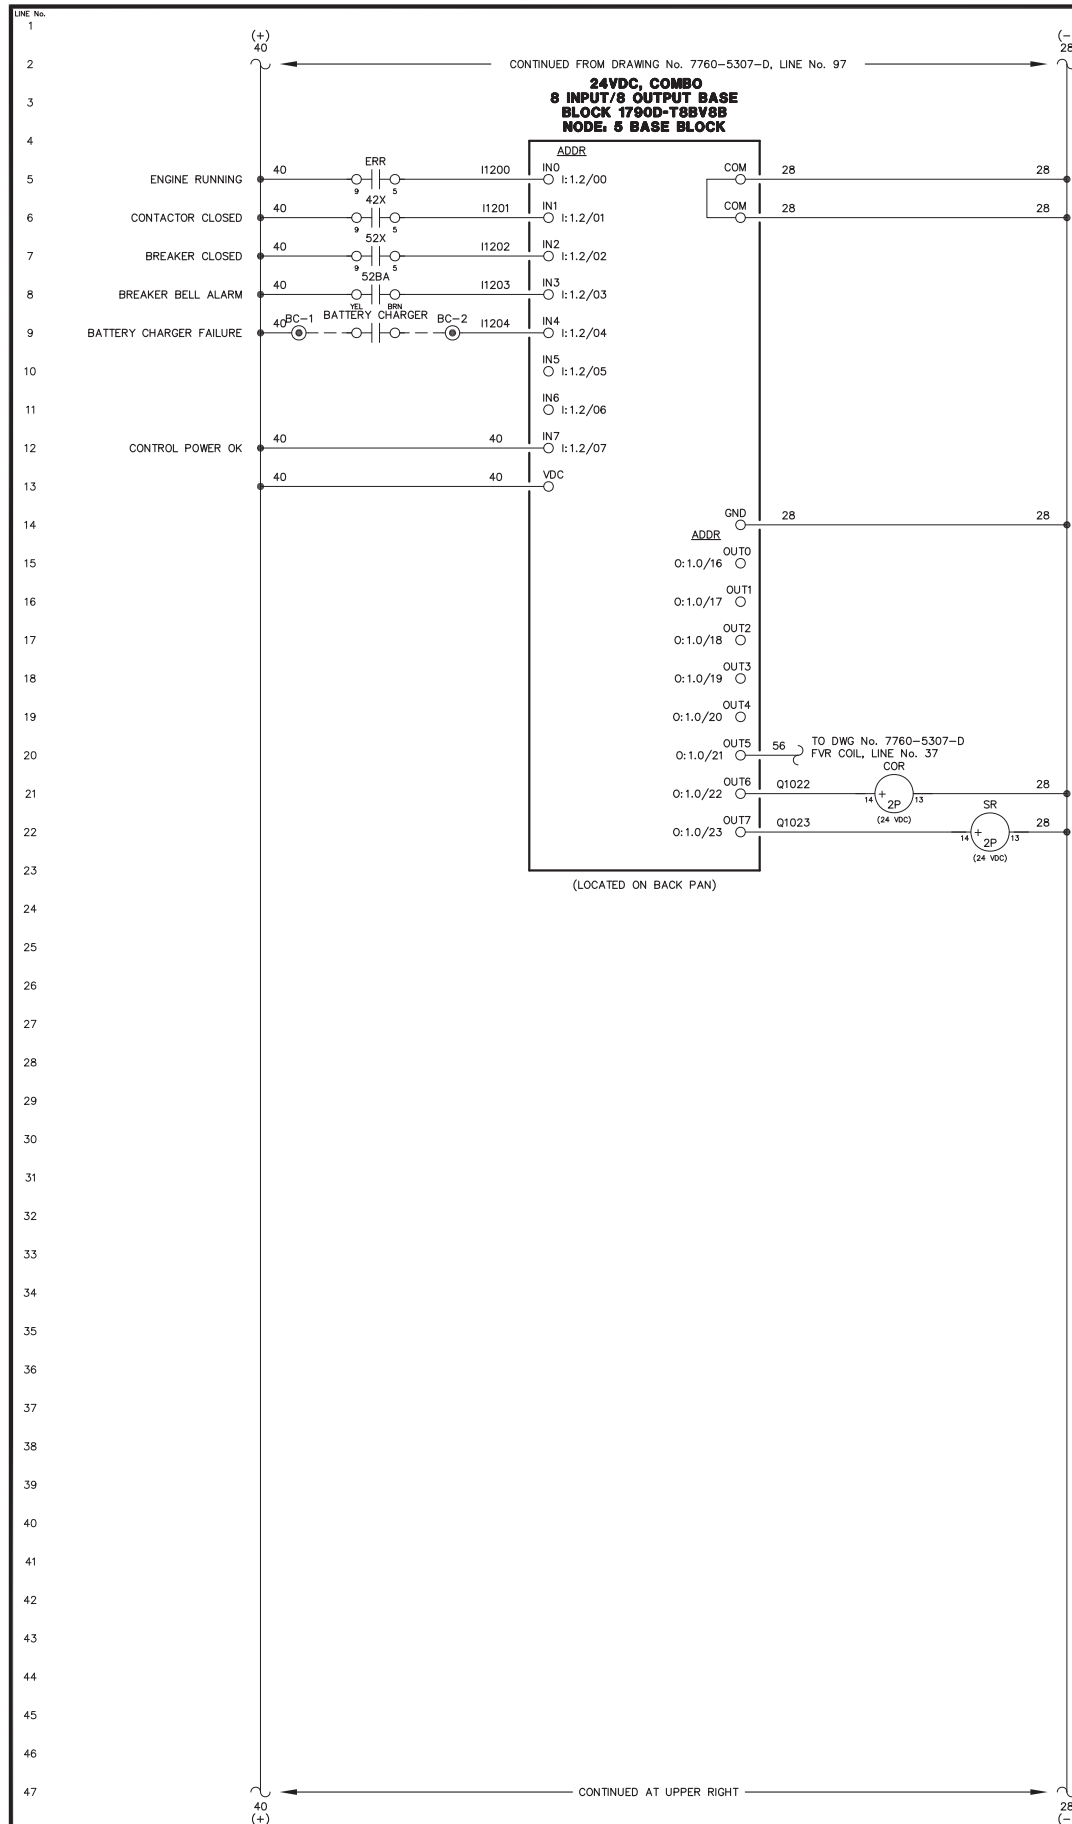 LINE No.
1
(+)
40
(-
28
2
CONTINUED FROM DRAWING No. 7760-5307-D, LINE No. 97
24VDC, COMBO
3
8 INPUT/8 OUTPUT BASE
BLOCK 1790D-T8BV8B
NODE: 5 BASE BLOCK
4
ADDR
5
ENGINE RUNNING
40
ERR
9
5
I1200
IN0
I:1.2/00
COM
28
28
6
CONTACTOR CLOSED
40
42X
9
5
I1201
IN1
I:1.2/01
COM
28
28
7
BREAKER CLOSED
40
52X
9
5
I1202
IN2
I:1.2/02
8
BREAKER BELL ALARM
40
52BA
YEL
BRN
I1203
IN3
I:1.2/03
9
BATTERY CHARGER FAILURE
40
BC-1
BATTERY CHARGER
BC-2
I1204
IN4
I:1.2/04
10
IN5
I:1.2/05
11
IN6
I:1.2/06
12
CONTROL POWER OK
40
40
IN7
I:1.2/07
13
40
40
VDC
14
GND
28
28
ADDR
15
O:1.0/16
OUT0
16
O:1.0/17
OUT1
17
O:1.0/18
OUT2
18
O:1.0/19
OUT3
19
O:1.0/20
OUT4
20
O:1.0/21
OUT5
56
TO DWG No. 7760-5307-D
FVR COIL, LINE No. 37
21
O:1.0/22
OUT6
Q1022
COR
14
+
2P
13
(24 VDC)
28
22
O:1.0/23
OUT7
Q1023
SR
14
+
2P
13
(24 VDC)
28
23
(LOCATED ON BACK PAN)
24
25
26
27
28
29
30
31
32
33
34
35
36
37
38
39
40
41
42
43
44
45
46
47
CONTINUED AT UPPER RIGHT
40
(+)
28
(-